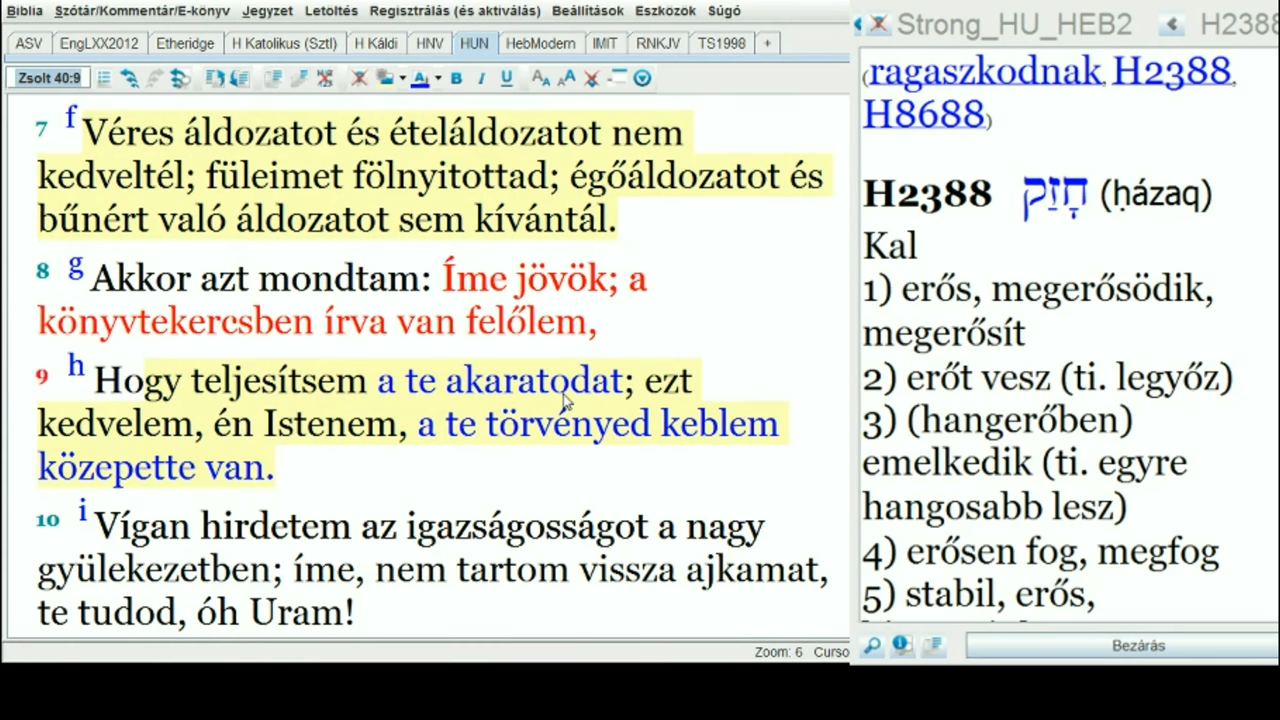 Biblia Szótár/Kommentár/E-könyv Jegyzet Letöltés Regisztrálás (és aktiválás) Beállítások Eszközök Súgó
ASV EngLXX2012 Etheridge H Katolikus (Sztl) H Káldi HNV HUN HebModern IMIT RNKJV TS1998 +
Zsolt 40:9
7 f Véres áldozatot és ételáldozatot nem
kedveltél; füleimet fölnyitottad; égőáldozatot és
bűnért való áldozatot sem kívántál.
8 g Akkor azt mondtam: Íme jövök; a
könyvtekercsben írva van felőlem,
9 h Hogy teljesítsem a te akaratodat; ezt
kedvelem, én Istenem, a te törvényed keblem
közepette van.
10 i Vígan hirdetem az igazságosságot a nagy
gyülekezetben; íme, nem tartom vissza ajkamat,
te tudod, óh Uram!
Zoom: 6 Curso
Strong_HU_HEB2 H2388
(ragaszkodnak, H2388,
H8688)
H2388 חָזַק (ḥázaq)
Kal
1) erős, megerősödik,
megerősít
2) erőt vesz (ti. legyőz)
3) (hangerőben)
emelkedik (ti. egyre
hangosabb lesz)
4) erősen fog, megfog
5) stabil, erős,
Bezárás